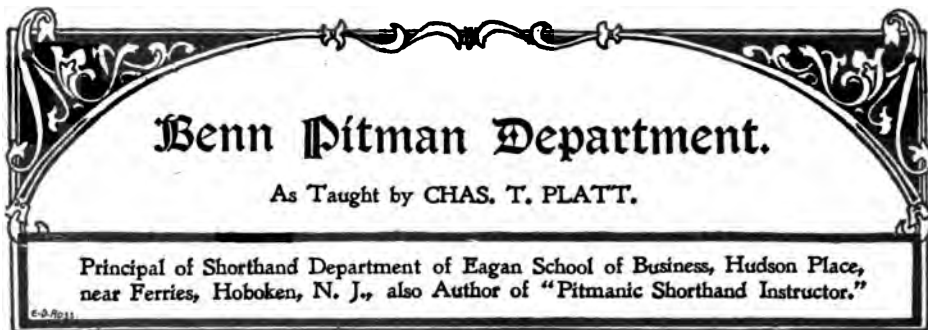 Benn Pitman Department.
As Taught by CHAS. T. PLATT.
Principal of Shorthand Department of Eagan School of Business, Hudson Place,
near Ferries, Hoboken, N. J., also Author of “Pitmanic Shorthand Instructor.”